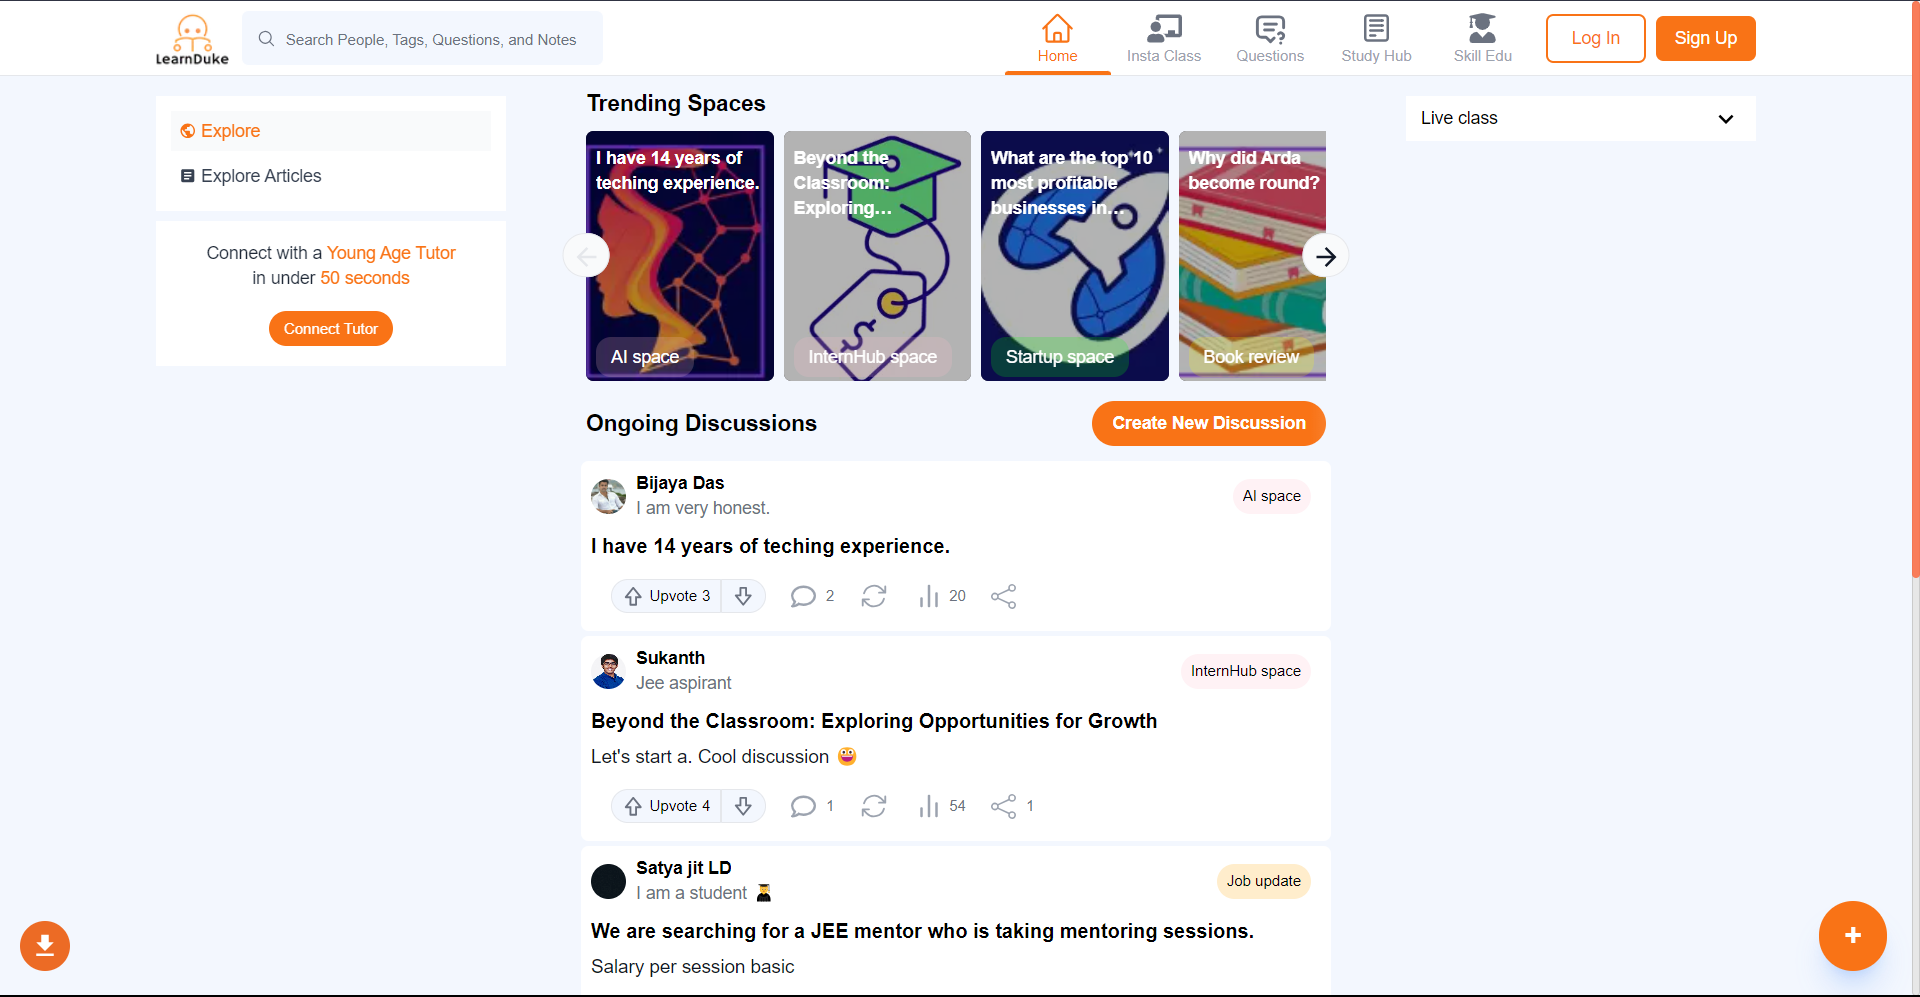 LearnDuke
Search People, Tags, Questions, and Notes
Home
Insta Class
Questions
Study Hub
Skill Edu
Log In
Sign Up
Explore
Explore Articles
Connect with a Young Age Tutor
in under 50 seconds
Connect Tutor
Trending Spaces
I have 14 years of
teching experience.
AI space
Beyond the
Classroom:
Exploring...
InternHub space
What are the top 10
most profitable
businesses in...
Startup space
Why did Arda
become round?
Book review
Live class
Ongoing Discussions
Create New Discussion
Bijaya Das
I am very honest.
AI space
I have 14 years of teching experience.
Upvote 3
2
20
Sukanth
Jee aspirant
InternHub space
Beyond the Classroom: Exploring Opportunities for Growth
Let's start a. Cool discussion 😀
Upvote 4
1
54
1
Satya jit LD
I am a student 👨‍🎓
Job update
We are searching for a JEE mentor who is taking mentoring sessions.
Salary per session basic